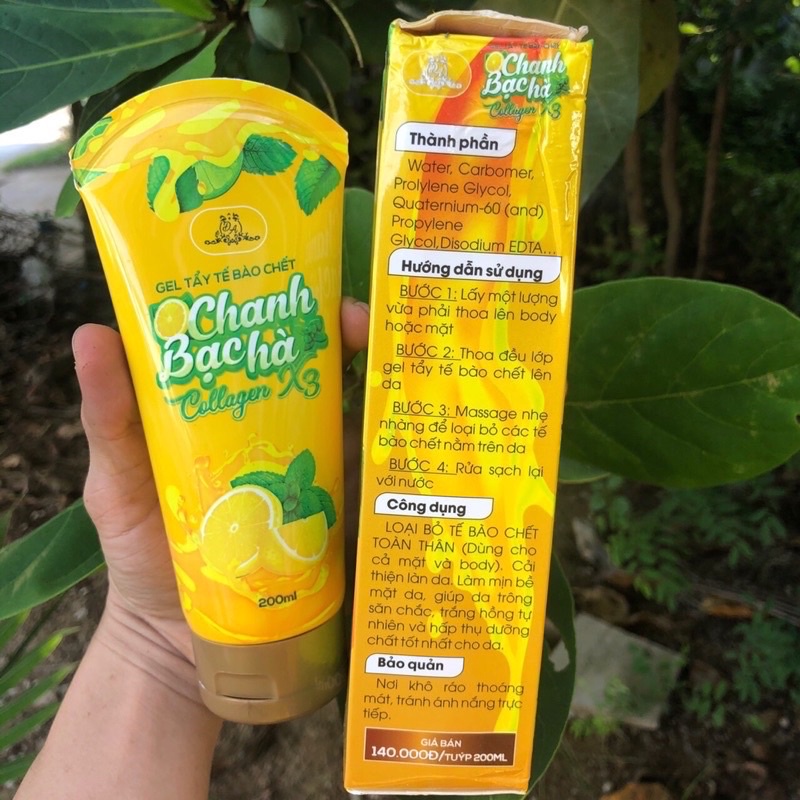 GEL TẨY TẾ BÀO CHẾT
Chanh
Bạc hà
Collagen X3
200ml
Chanh
Bạc hà
Collagen X3
Thành phần
Water, Carbomer,
Prolylene Glycol,
Quaternium-60 (and)
Propylene
Glycol,Disodium EDTA...
Hướng dẫn sử dụng
BƯỚC 1: Lấy một lượng
vừa phải thoa lên body
hoặc mặt
BƯỚC 2: Thoa đều lớp
gel tẩy tế bào chết lên
da
BƯỚC 3: Massage nhẹ
nhàng để loại bỏ các tế
bào chết nằm trên da
BƯỚC 4: Rửa sạch lại
với nước
Công dụng
LOẠI BỎ TẾ BÀO CHẾT
TOÀN THÂN (Dùng cho
cả mặt và body). Cải
thiện làn da. Làm mịn bề
mặt da, giúp da trông
săn chắc, trắng hồng tự
nhiên và hấp thụ dưỡng
chất tốt nhất cho da.
Bảo quản
Nơi khô ráo thoáng
mát, tránh ánh nắng trực
tiếp.
GIÁ BÁN
140.000Đ/TUÝP 200ML